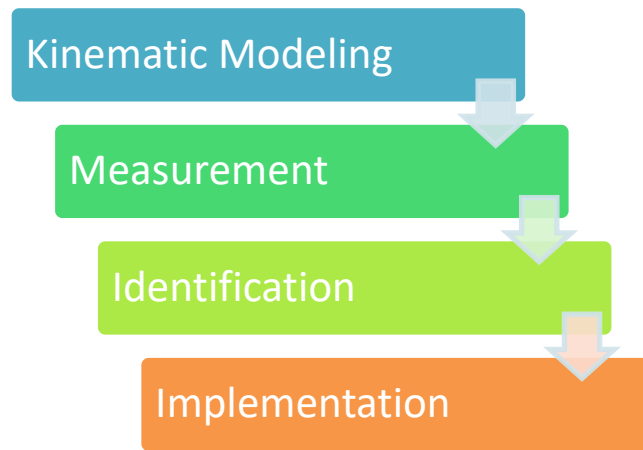 Kinematic Modeling
Measurement
Identification
Implementation